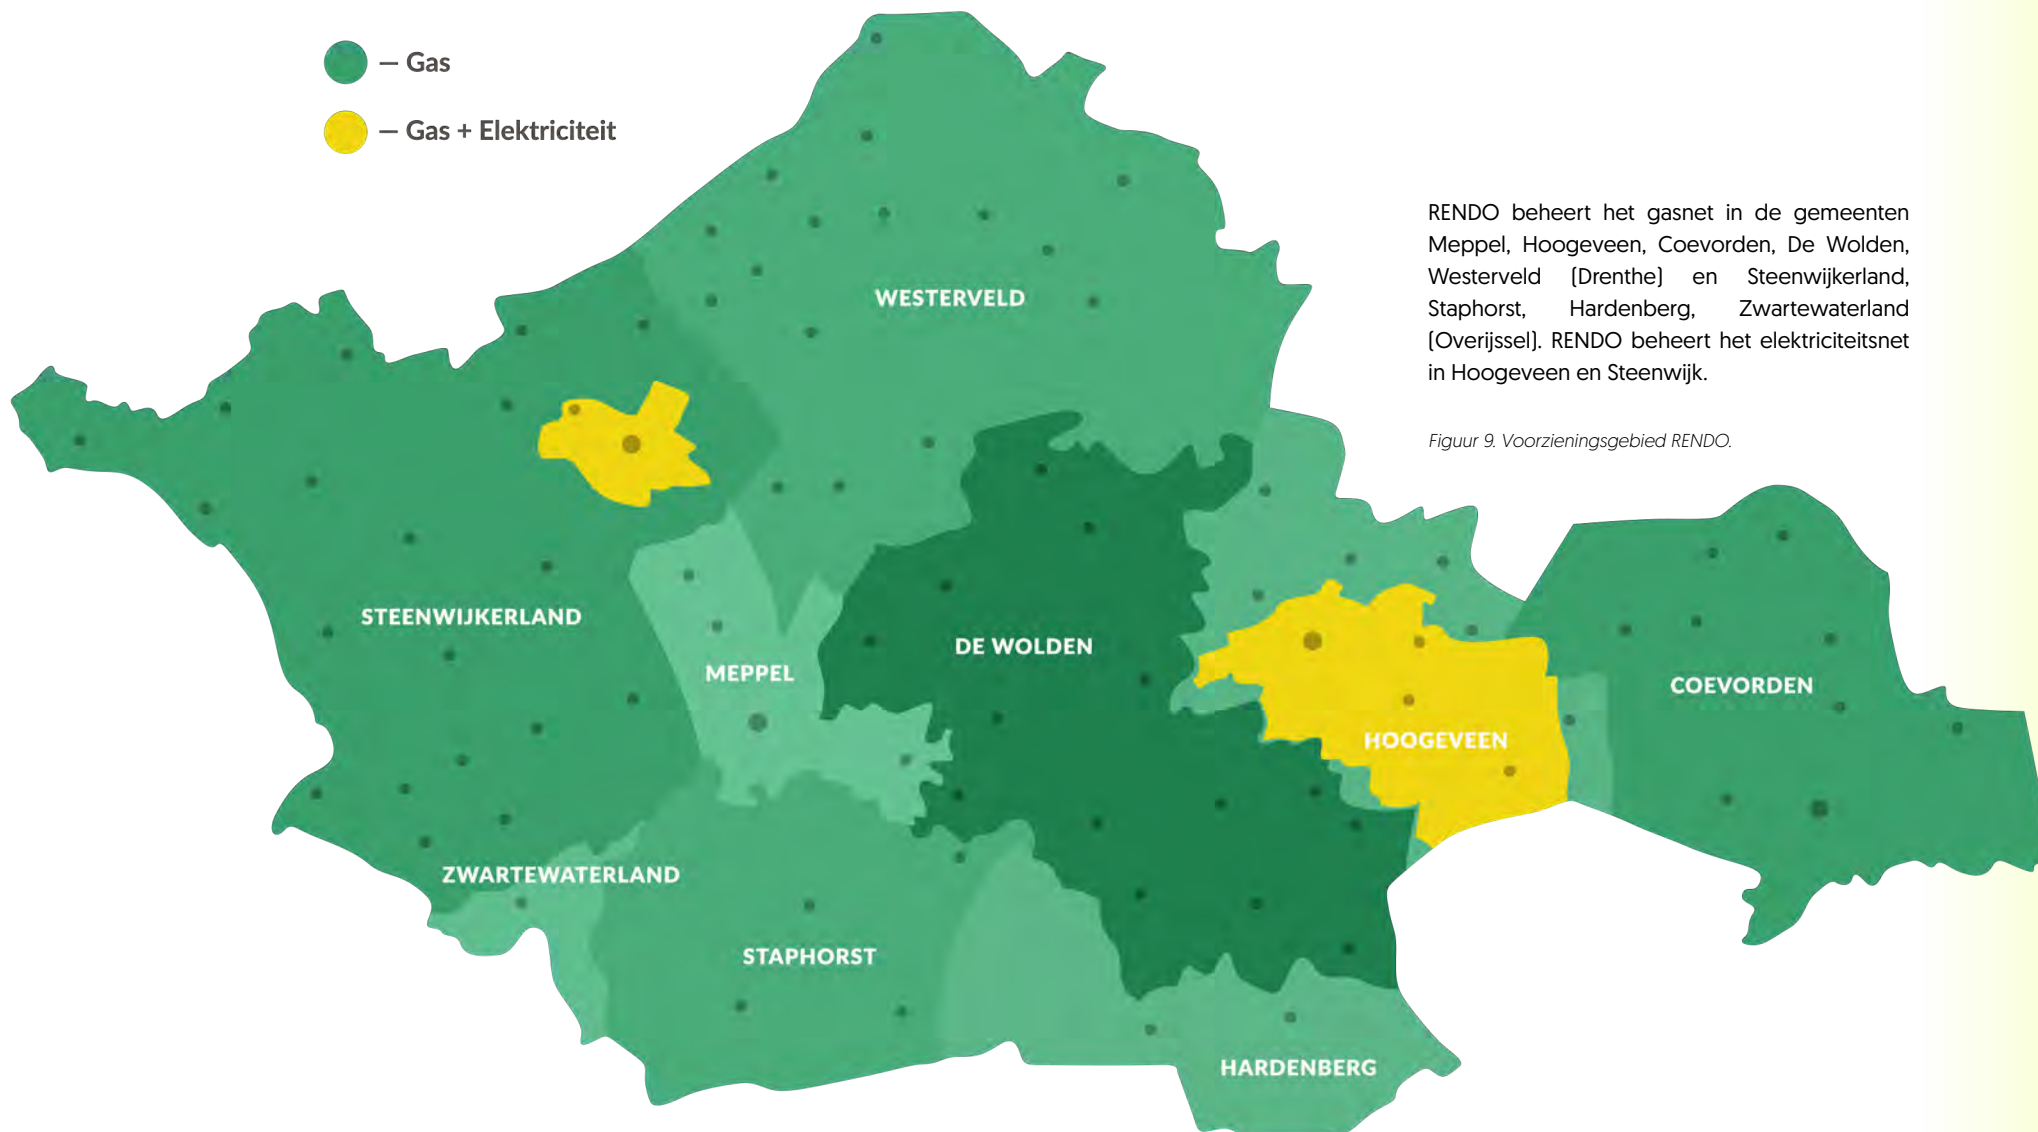 – Gas
– Gas + Elektriciteit
RENDO beheert het gasnet in de gemeenten
Meppel, Hoogeveen, Coevorden, De Wolden,
Westerveld (Drenthe) en Steenwijkerland,
Staphorst, Hardenberg, Zwartewaterland
(Overijssel). RENDO beheert het elektriciteitsnet
in Hoogeveen en Steenwijk.
Figuur 9. Voorzieningsgebied RENDO.
WESTERVELD
STEENWIJKERLAND
DE WOLDEN
MEPPEL
COEVORDEN
HOOGEVEEN
ZWARTEWATERLAND
STAPHORST
HARDENBERG